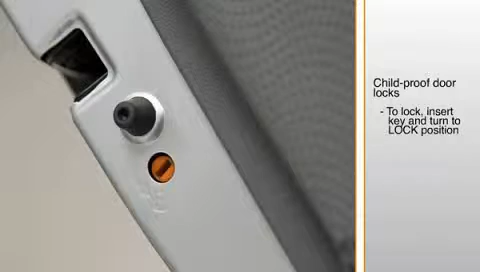 Child-proof door
locks
- To lock, insert
key and turn to
LOCK position